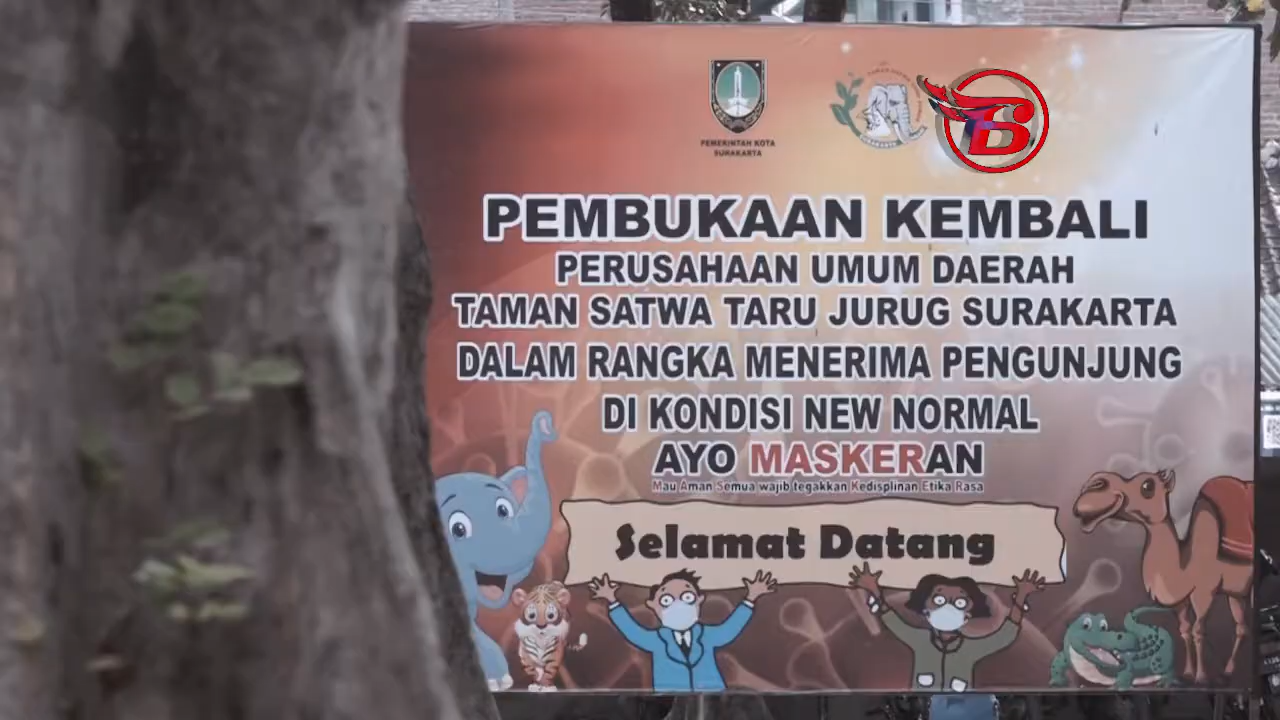 PEMERINTAH KOTA
SURAKARTA
PEMBUKAAN KEMBALI
PERUSAHAAN UMUM DAERAH
TAMAN SATWA TARU JURUG SURAKARTA
DALAM RANGKA MENERIMA PENGUNJUNG
DI KONDISI NEW NORMAL
AYO MASKERAN
Mau Aman Semua wajib tegakkan Kedisplinan Etika Rasa
Selamat Datang